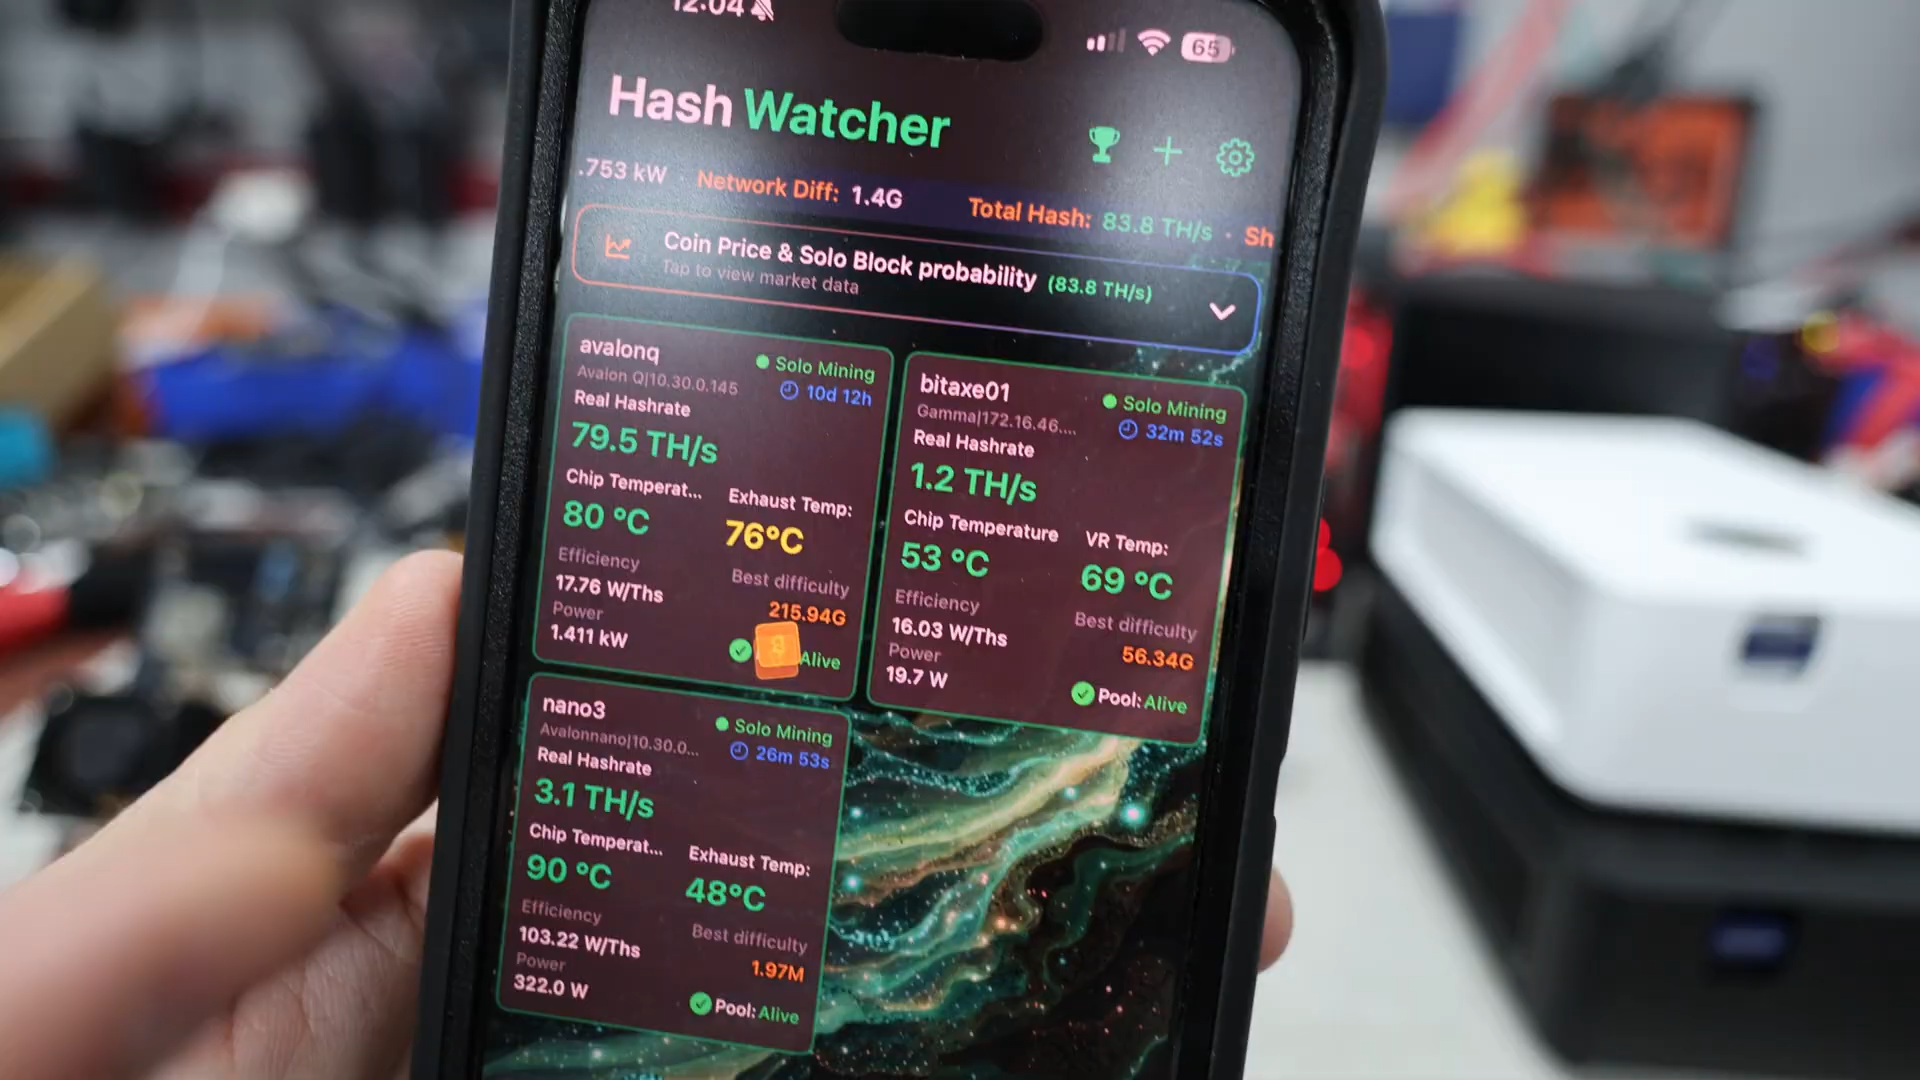 12:04
65
Hash Watcher
.753 kW · Network Diff: 1.4G Total Hash: 83.8 TH/s · Sh
Coin Price & Solo Block probability (83.8 TH/s)
Tap to view market data
avalonq
Solo Mining
Avalon Q|10.30.0.145
10d 12h
Real Hashrate
79.5 TH/s
Chip Temperat... Exhaust Temp:
80 °C 76°C
Efficiency
Best difficulty
17.76 W/Ths
215.94G
Power
1.411 kW
Alive
bitaxe01
Solo Mining
Gamma|172.16.46....
32m 52s
Real Hashrate
1.2 TH/s
Chip Temperature VR Temp:
53 °C 69 °C
Efficiency
Best difficulty
16.03 W/Ths
56.34G
Power
19.7 W
Pool: Alive
nano3
Solo Mining
Avalonnano|10.30.0...
26m 53s
Real Hashrate
3.1 TH/s
Chip Temperat... Exhaust Temp:
90 °C 48°C
Efficiency
Best difficulty
103.22 W/Ths
1.97M
Power
322.0 W
Pool: Alive